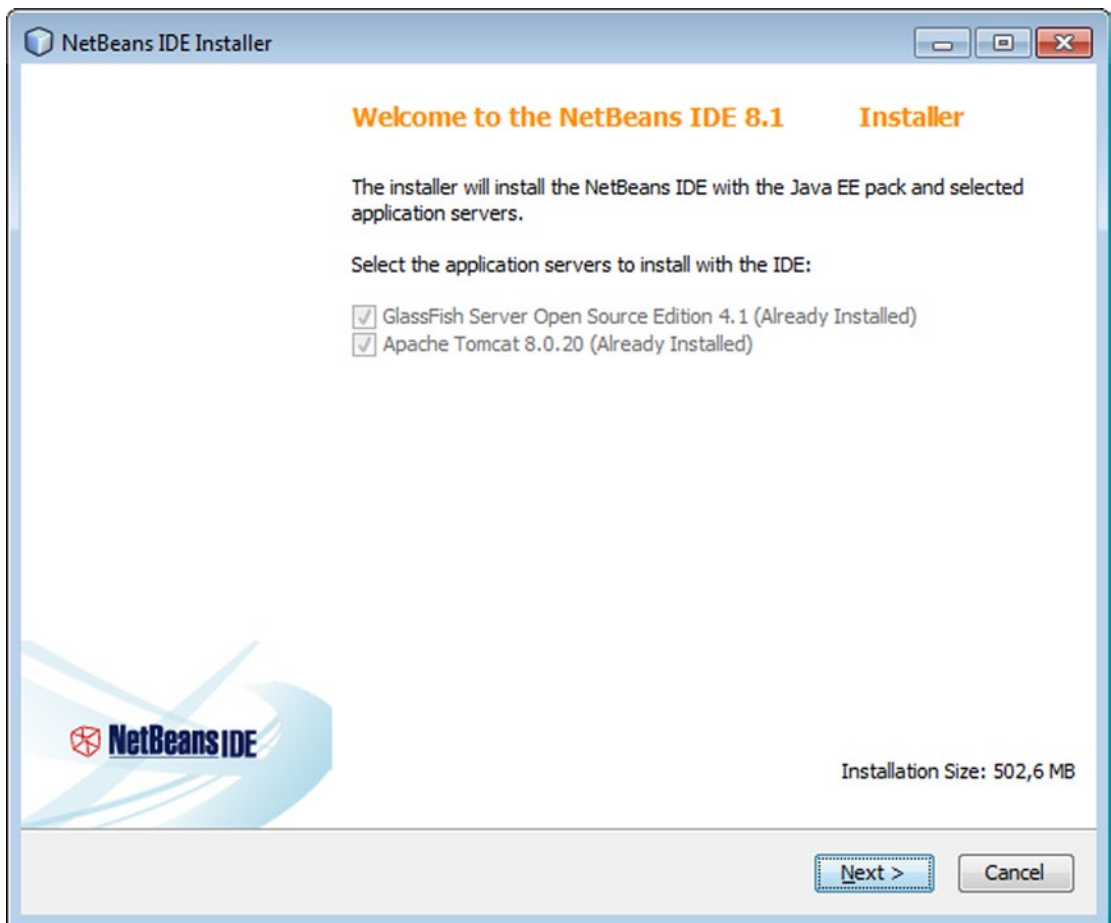 NetBeans IDE Installer
Welcome to the NetBeans IDE 8.1 Installer
The installer will install the NetBeans IDE with the Java EE pack and selected
application servers.
Select the application servers to install with the IDE:
GlassFish Server Open Source Edition 4.1 (Already Installed)
Apache Tomcat 8.0.20 (Already Installed)
NetBeans IDE
Installation Size: 502,6 MB
Next >
Cancel